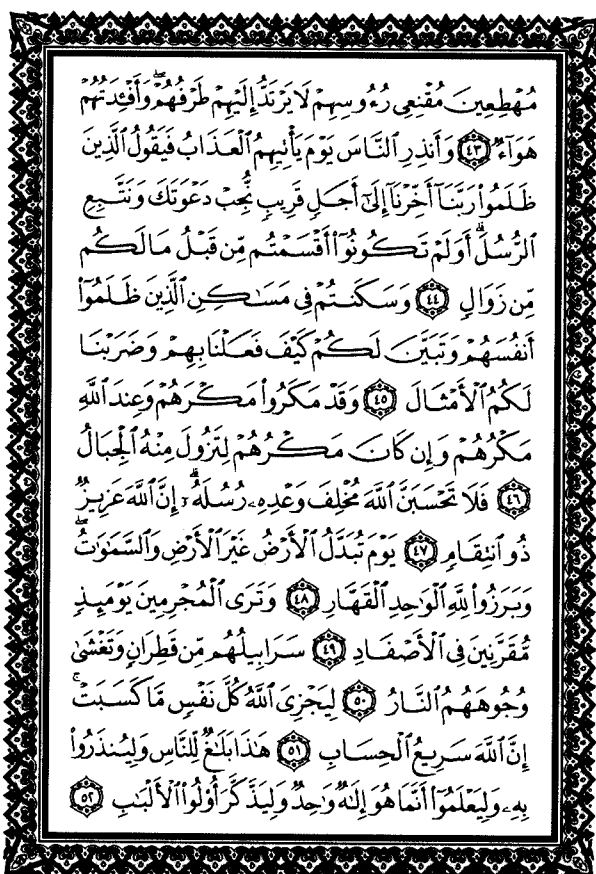 مُهْطِعِينَ مُقْنِعِي رُءُوسِهِمْ لَا يَرْتَدُّ إِلَيْهِمْ طَرْفُهُمْ ۖ وَأَفْـِٔدَتُهُمْ
هَوَآءٌ ﴿٤٣﴾ وَأَنذِرِ ٱلنَّاسَ يَوْمَ يَأْتِيهِمُ ٱلْعَذَابُ فَيَقُولُ ٱلَّذِينَ
ظَلَمُوا۟ رَبَّنَآ أَخِّرْنَآ إِلَىٰٓ أَجَلٍ قَرِيبٍ نُّجِبْ دَعْوَتَكَ وَنَتَّبِعِ
ٱلرُّسُلَ ۗ أَوَلَمْ تَكُونُوٓا۟ أَقْسَمْتُم مِّن قَبْلُ مَا لَكُم
مِّن زَوَالٍ ﴿٤٤﴾ وَسَكَنتُمْ فِى مَسَٰكِنِ ٱلَّذِينَ ظَلَمُوٓا۟
أَنفُسَهُمْ وَتَبَيَّنَ لَكُمْ كَيْفَ فَعَلْنَا بِهِمْ وَضَرَبْنَا
لَكُمُ ٱلْأَمْثَالَ ﴿٤٥﴾ وَقَدْ مَكَرُوا۟ مَكْرَهُمْ وَعِندَ ٱللَّهِ
مَكْرُهُمْ وَإِن كَانَ مَكْرُهُمْ لِتَزُولَ مِنْهُ ٱلْجِبَالُ
﴿٤٦﴾ فَلَا تَحْسَبَنَّ ٱللَّهَ مُخْلِفَ وَعْدِهِۦ رُسُلَهُۥٓ ۗ إِنَّ ٱللَّهَ عَزِيزٌ
ذُو ٱنتِقَامٍ ﴿٤٧﴾ يَوْمَ تُبَدَّلُ ٱلْأَرْضُ غَيْرَ ٱلْأَرْضِ وَٱلسَّمَٰوَٰتُ ۖ
وَبَرَزُوا۟ لِلَّهِ ٱلْوَٰحِدِ ٱلْقَهَّارِ ﴿٤٨﴾ وَتَرَى ٱلْمُجْرِمِينَ يَوْمَئِذٍ
مُّقَرَّنِينَ فِى ٱلْأَصْفَادِ ﴿٤٩﴾ سَرَابِيلُهُم مِّن قَطِرَانٍ وَتَغْشَىٰ
وُجُوهَهُمُ ٱلنَّارُ ﴿٥٠﴾ لِيَجْزِىَ ٱللَّهُ كُلَّ نَفْسٍ مَّا كَسَبَتْ ۚ
إِنَّ ٱللَّهَ سَرِيعُ ٱلْحِسَابِ ﴿٥١﴾ هَٰذَا بَلَٰغٌ لِّلنَّاسِ وَلِيُنذَرُوا۟
بِهِۦ وَلِيَعْلَمُوٓا۟ أَنَّمَا هُوَ إِلَٰهٌ وَٰحِدٌ وَلِيَذَّكَّرَ أُو۟لُوا۟ ٱلْأَلْبَٰبِ ﴿٥٢﴾